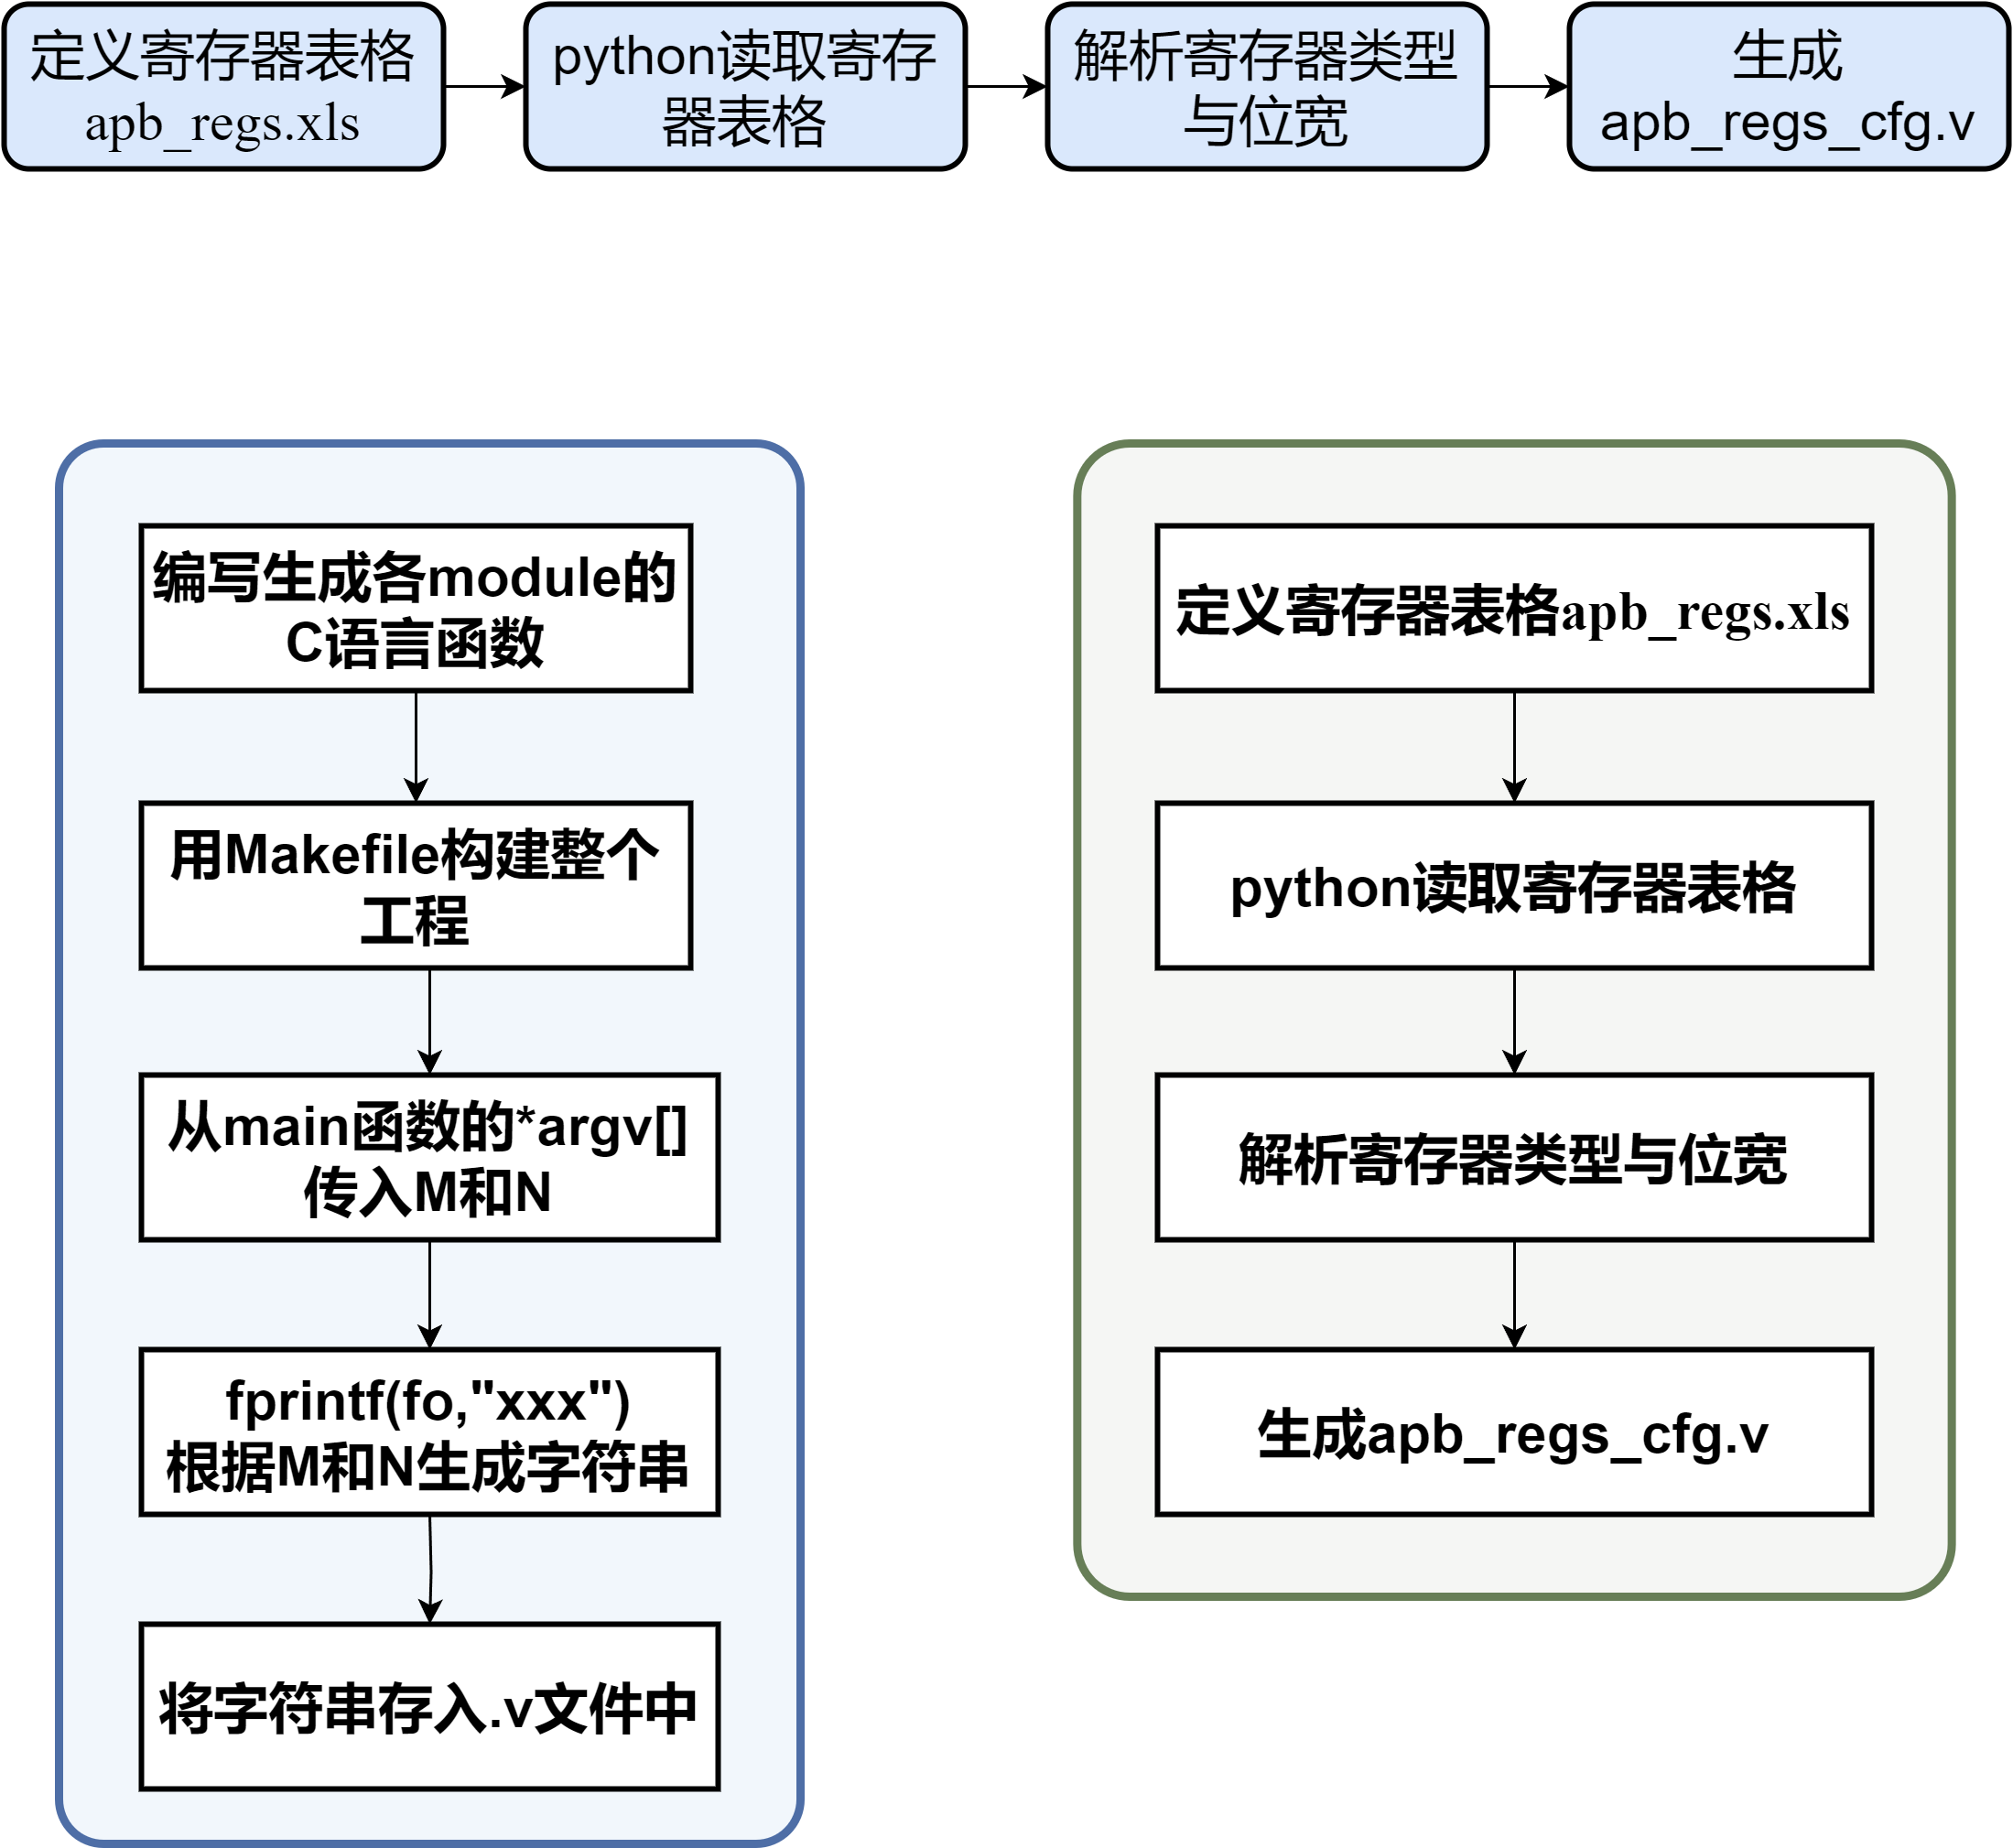 定义寄存器表格
apb_regs.xls
python读取寄存
器表格
解析寄存器类型
与位宽
生成
apb_regs_cfg.v
编写生成各module的
C语言函数
用Makefile构建整个
工程
从main函数的*argv[]
传入M和N
fprintf(fo,"xxx")
根据M和N生成字符串
将字符串存入.v文件中
定义寄存器表格apb_regs.xls
python读取寄存器表格
解析寄存器类型与位宽
生成apb_regs_cfg.v